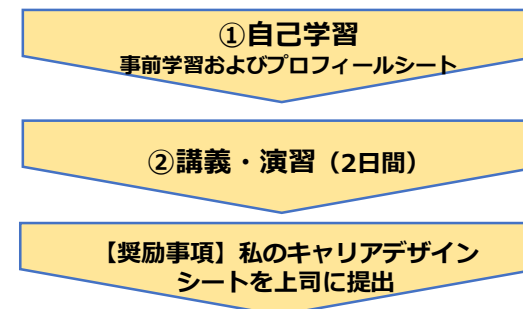 ①自己学習
事前学習およびプロフィールシート
②講義・演習（2日間）
【奨励事項】私のキャリアデザイン
シートを上司に提出